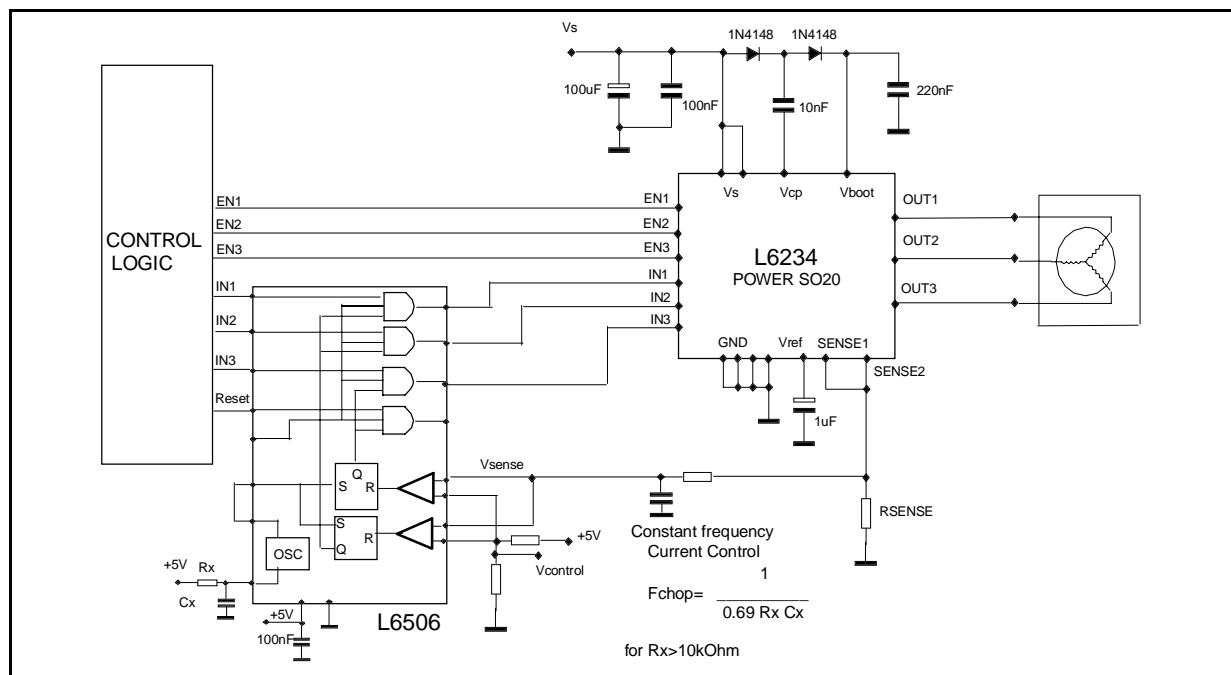 Vs
1N4148
1N4148
100uF
100nF
10nF
220nF
Vs
Vcp
Vboot
EN1
EN1
OUT1
EN2
EN2
OUT2
CONTROL
LOGIC
EN3
EN3
L6234
POWER SO20
IN1
IN1
OUT3
IN2
IN2
IN3
IN3
GND
Vref
SENSE1
SENSE2
Reset
1uF
Q
S
R
Vsense
S
R
Q
RSENSE
OSC
+5V
Vcontrol
Constant frequency
Current Control
+5V
Rx
Cx
1
Fchop=
0.69 Rx Cx
+5V
100nF
L6506
for Rx>10kOhm